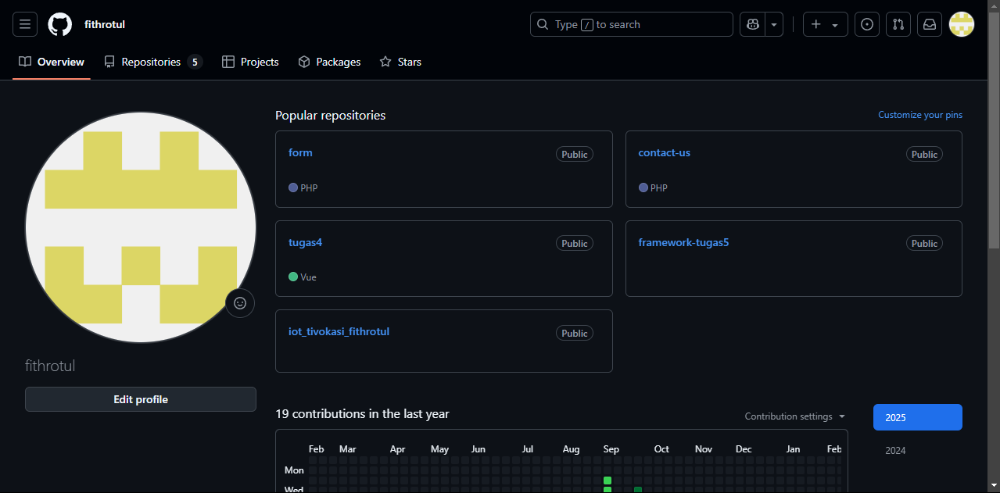 fithrotul
Type / to search
Overview Repositories 5 Projects Packages Stars
Popular repositories
Customize your pins
form Public
PHP
contact-us Public
PHP
tugas4 Public
Vue
framework-tugas5 Public
iot_tivokasi_fithrotul Public
fithrotul
Edit profile
19 contributions in the last year
Contribution settings
2025
2024
Feb Mar Apr May Jun Jul Aug Sep Oct Nov Dec Jan Feb
Mon
Wed